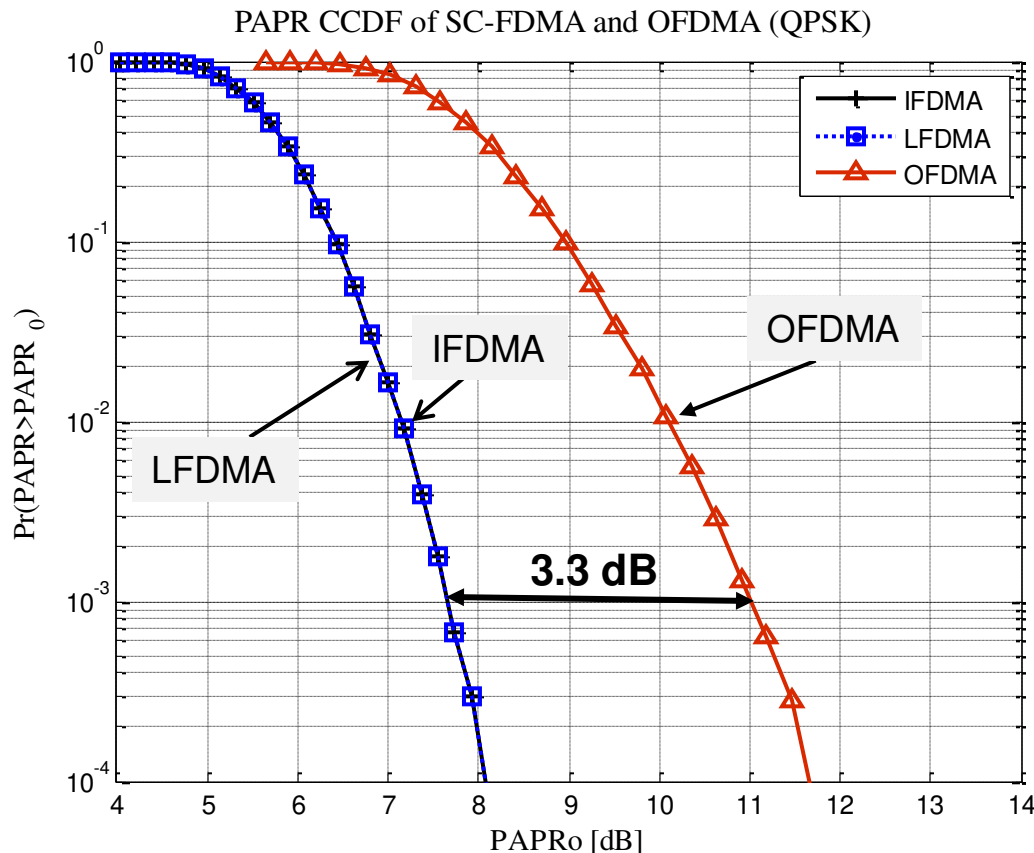 PAPR CCDF of SC-FDMA and OFDMA (QPSK)
10^0
10^-1
10^-2
10^-3
10^-4
Pr(PAPR>PAPR_0)
IFDMA
LFDMA
OFDMA
OFDMA
IFDMA
LFDMA
3.3 dB
4 5 6 7 8 9 10 11 12 13 14
PAPRo [dB]